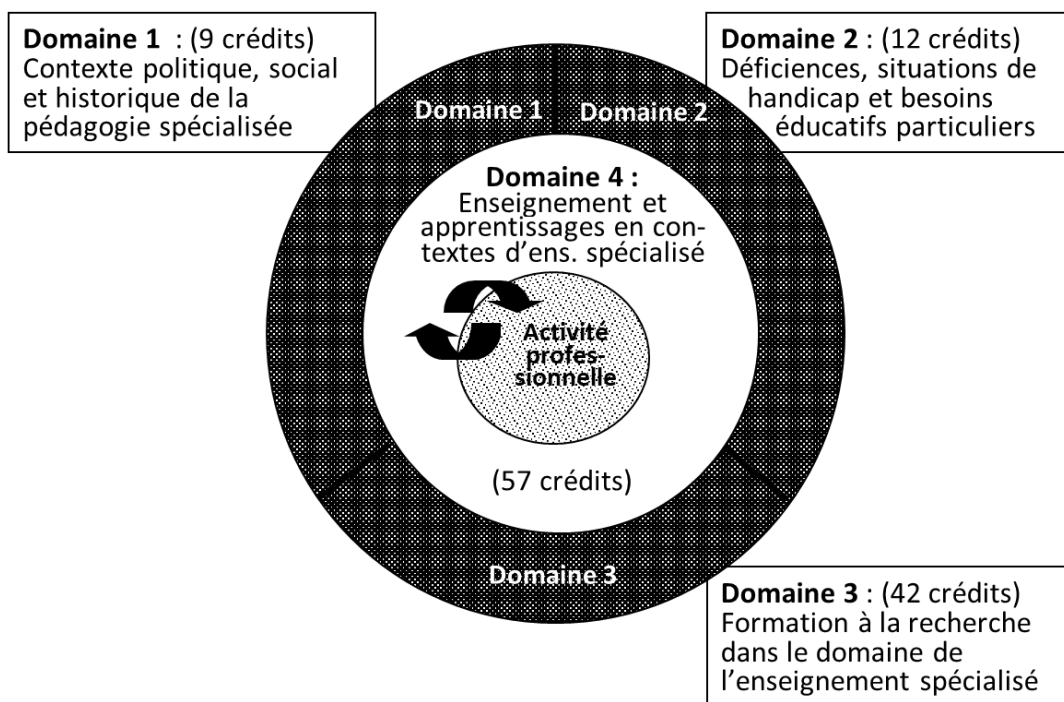 Domaine 1 : (9 crédits)
Contexte politique, social
et historique de la
pédagogie spécialisée
Domaine 2 : (12 crédits)
Déficiences, situations de
handicap et besoins
éducatifs particuliers
Domaine 1
Domaine 2
Domaine 4 :
Enseignement et
apprentissages en con-
textes d'ens. spécialisé
Activité
profes-
sionnelle
(57 crédits)
Domaine 3
Domaine 3 : (42 crédits)
Formation à la recherche
dans le domaine de
l'enseignement spécialisé